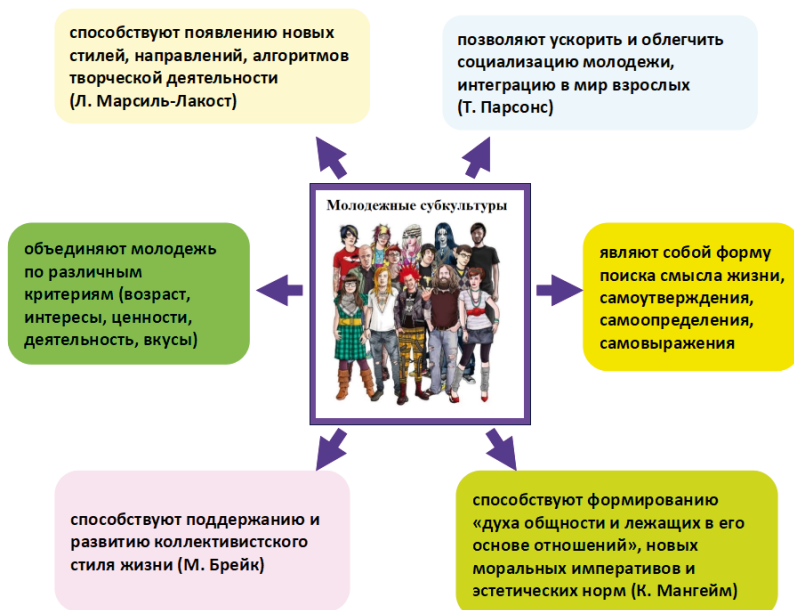 способствуют появлению новых
стилей, направлений, алгоритмов
творческой деятельности
(Л. Марсиль-Лакост)
позволяют ускорить и облегчить
социализацию молодежи,
интеграцию в мир взрослых
(Т. Парсонс)
Молодежные субкультуры
объединяют молодежь
по различным
критериям (возраст,
интересы, ценности,
деятельность, вкусы)
являют собой форму
поиска смысла жизни,
самоутверждения,
самоопределения,
самовыражения
способствуют поддержанию и
развитию коллективистского
стиля жизни (М. Брейк)
способствуют формированию
«духа общности и лежащих в его
основе отношений», новых
моральных императивов и
эстетических норм (К. Мангейм)